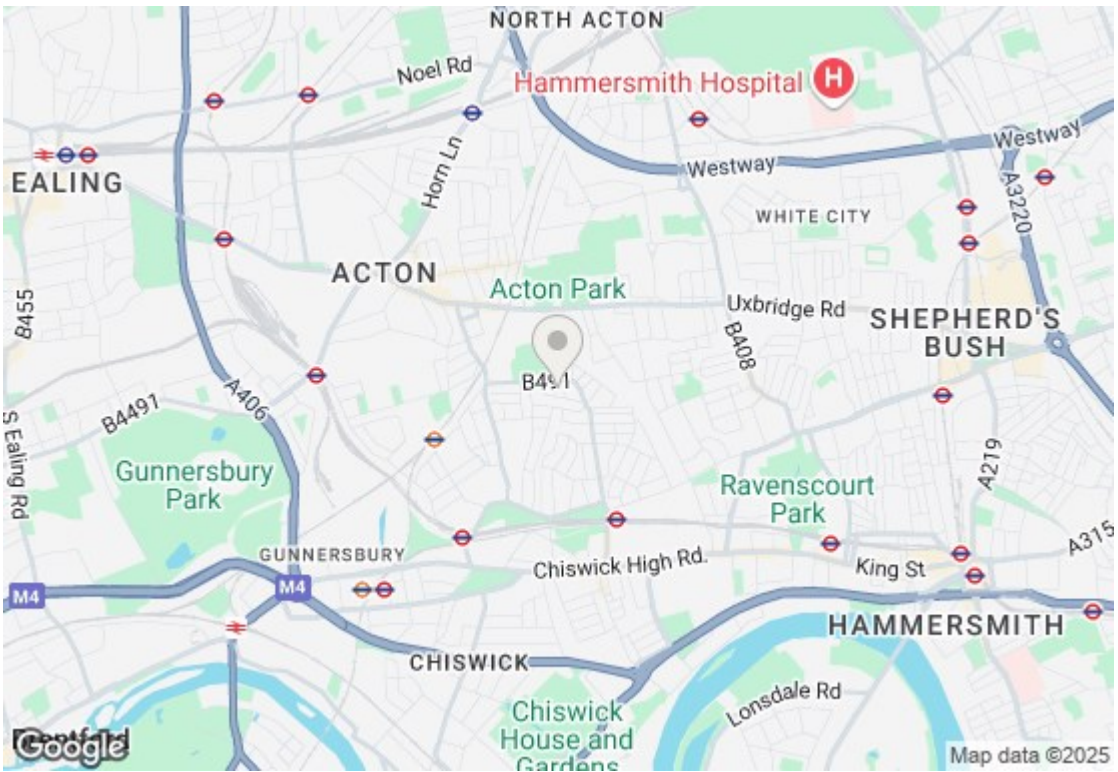 NORTH ACTON
Noel Rd
Hammersmith Hospital
H
Westway
Westway
EALING
Horn Ln
A3220
WHITE CITY
ACTON
Acton Park
Uxbridge Rd
B455
SHEPHERD'S
BUSH
B408
B491
A406
B4491
S Ealing Rd
A219
Gunnersbury
Park
Ravenscourt
Park
A315
GUNNERSBURY
Chiswick High Rd.
King St
M4
M4
HAMMERSMITH
CHISWICK
Lonsdale Rd
Chiswick
House and
Gardens
Brentford
Google
Map data ©2025